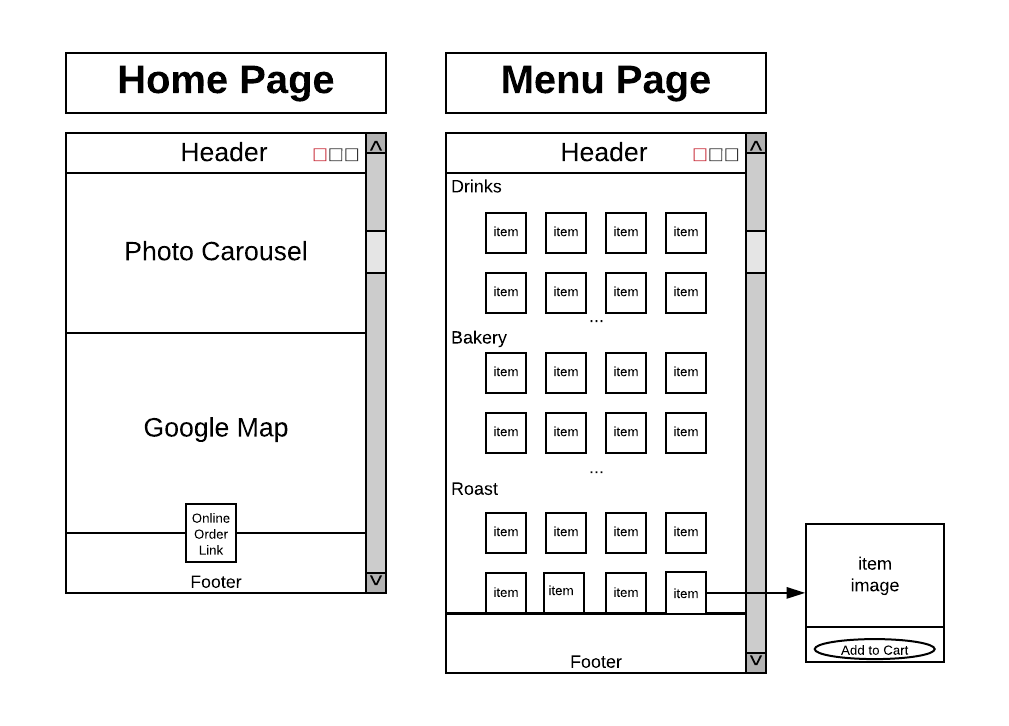 Home Page
Header
^
Photo Carousel
Google Map
Online
Order
Link
Footer
V
Menu Page
Header
^
Drinks
item item item item
item item item item
...
Bakery
item item item item
item item item item
...
Roast
item item item item
item item item item
Footer
V
item
image
Add to Cart